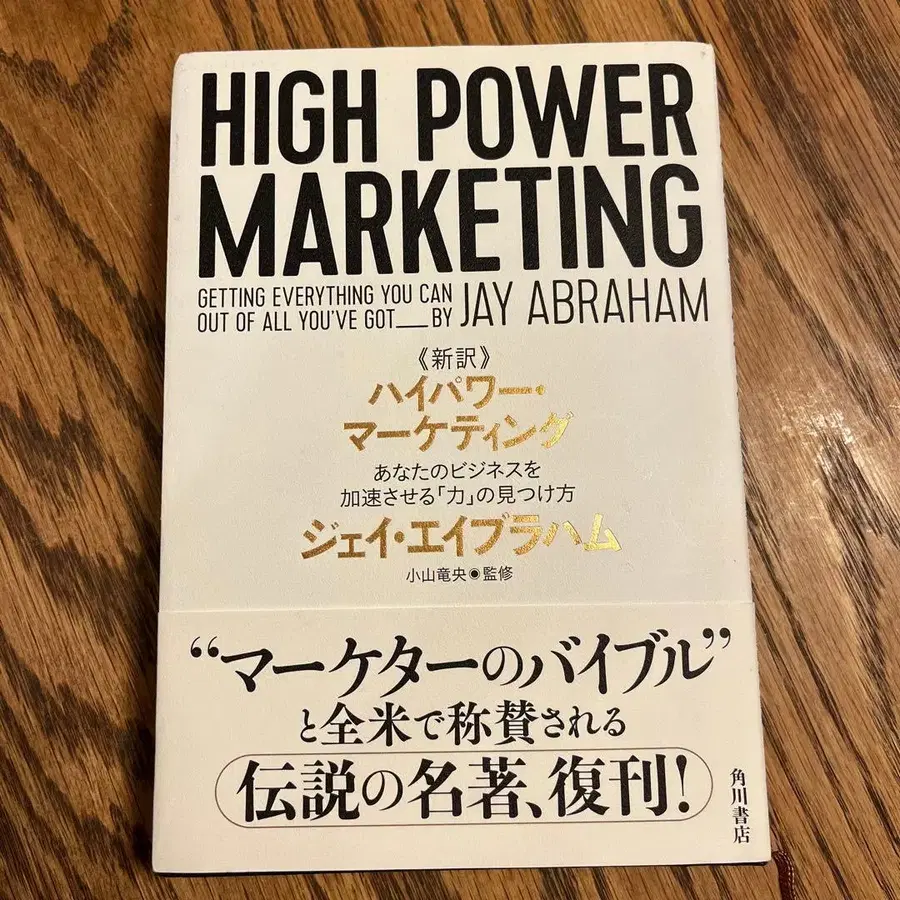 HIGH POWER
MARKETING
GETTING EVERYTHING YOU CAN
OUT OF ALL YOU'VE GOT__BY JAY ABRAHAM
《新訳》
ハイパワー・
マーケティング
あなたのビジネスを
加速させる「力」の見つけ方
ジェイ・エイブラハム
小山竜央◉監修
“マーケターのバイブル”
と全米で称賛される
伝説の名著、復刊!
角川書店